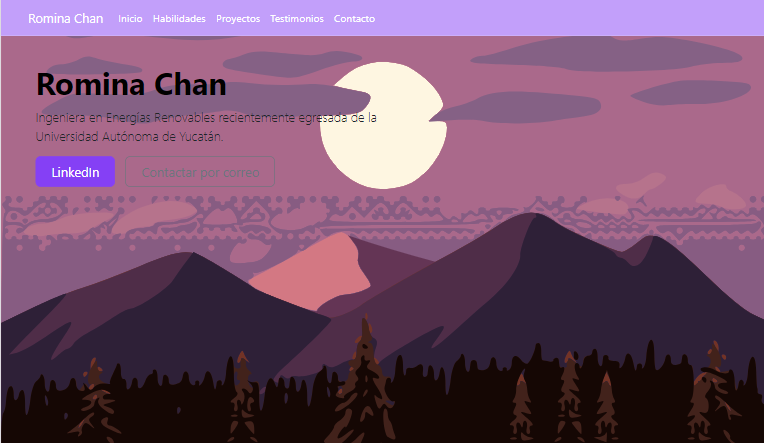 Romina Chan Inicio Habilidades Proyectos Testimonios Contacto
Romina Chan
Ingeniera en Energías Renovables recientemente egresada de la
Universidad Autónoma de Yucatán.
LinkedIn Contactar por correo